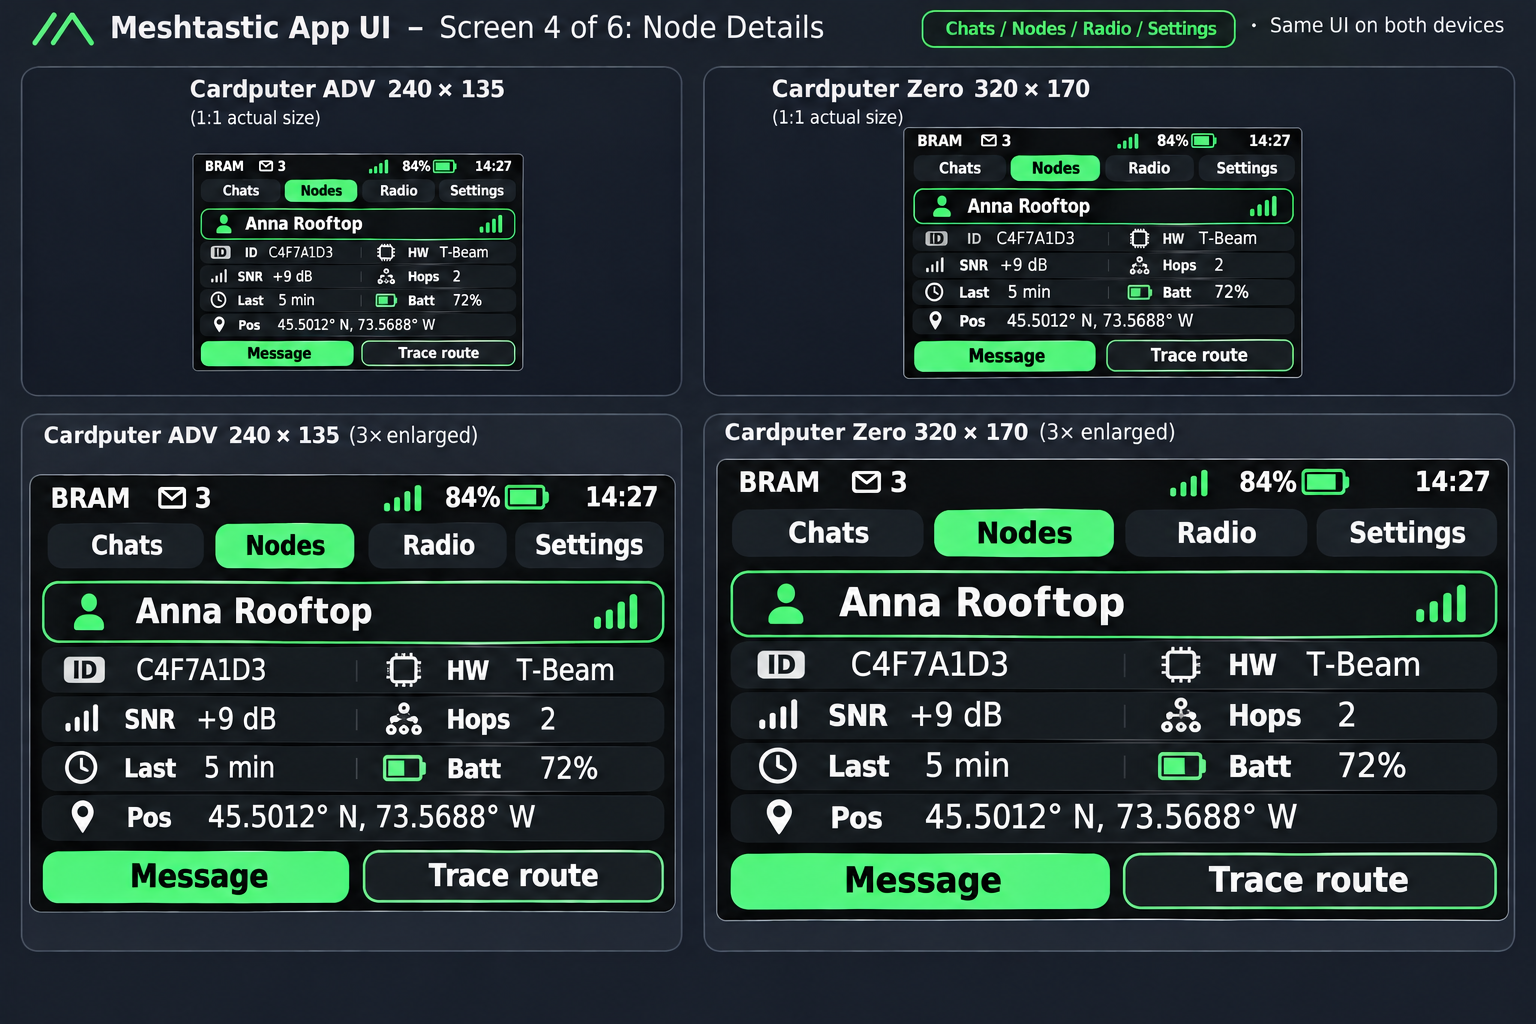 Meshtastic App UI – Screen 4 of 6: Node Details
Chats / Nodes / Radio / Settings
· Same UI on both devices
Cardputer ADV 240 × 135
(1:1 actual size)
BRAM 3 84% 14:27
Chats Nodes Radio Settings
Anna Rooftop
ID ID C4F7A1D3 HW T-Beam
SNR +9 dB Hops 2
Last 5 min Batt 72%
Pos 45.5012° N, 73.5688° W
Message Trace route
Cardputer Zero 320 × 170
(1:1 actual size)
BRAM 3 84% 14:27
Chats Nodes Radio Settings
Anna Rooftop
ID ID C4F7A1D3 HW T-Beam
SNR +9 dB Hops 2
Last 5 min Batt 72%
Pos 45.5012° N, 73.5688° W
Message Trace route
Cardputer ADV 240 × 135 (3× enlarged)
BRAM 3 84% 14:27
Chats Nodes Radio Settings
Anna Rooftop
ID C4F7A1D3 HW T-Beam
SNR +9 dB Hops 2
Last 5 min Batt 72%
Pos 45.5012° N, 73.5688° W
Message Trace route
Cardputer Zero 320 × 170 (3× enlarged)
BRAM 3 84% 14:27
Chats Nodes Radio Settings
Anna Rooftop
ID C4F7A1D3 HW T-Beam
SNR +9 dB Hops 2
Last 5 min Batt 72%
Pos 45.5012° N, 73.5688° W
Message Trace route